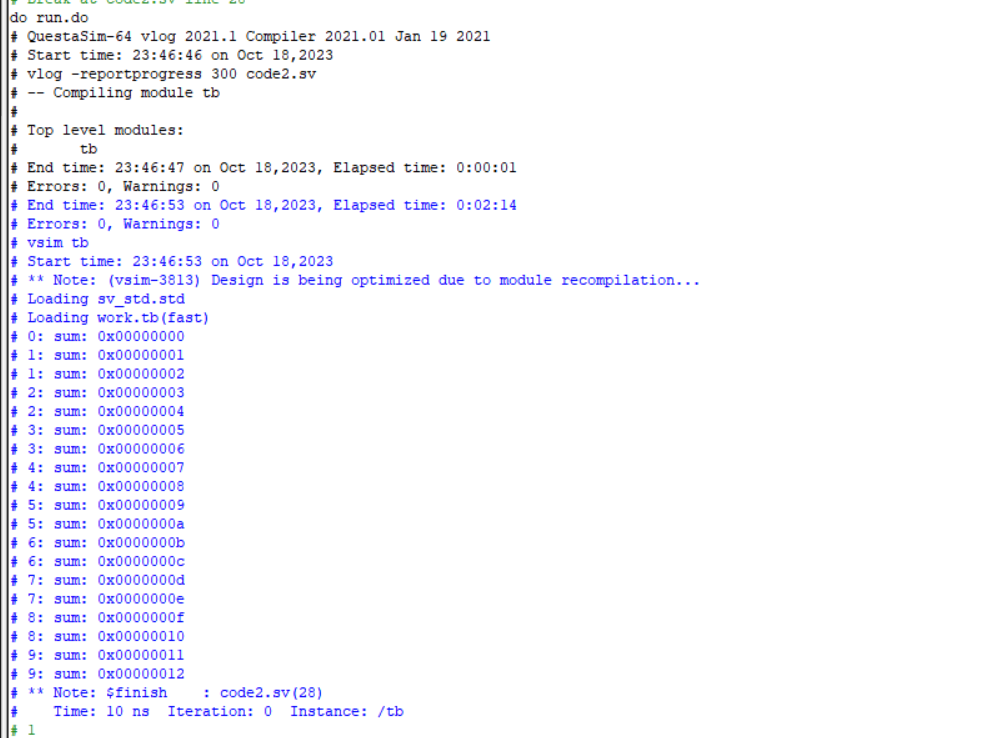 # Break at code2.sv line 28
do run.do
# QuestaSim-64 vlog 2021.1 Compiler 2021.01 Jan 19 2021
# Start time: 23:46:46 on Oct 18,2023
# vlog -reportprogress 300 code2.sv
# -- Compiling module tb
#
# Top level modules:
#       tb
# End time: 23:46:47 on Oct 18,2023, Elapsed time: 0:00:01
# Errors: 0, Warnings: 0
# End time: 23:46:53 on Oct 18,2023, Elapsed time: 0:02:14
# Errors: 0, Warnings: 0
# vsim tb
# Start time: 23:46:53 on Oct 18,2023
# ** Note: (vsim-3813) Design is being optimized due to module recompilation...
# Loading sv_std.std
# Loading work.tb(fast)
# 0: sum: 0x00000000
# 1: sum: 0x00000001
# 1: sum: 0x00000002
# 2: sum: 0x00000003
# 2: sum: 0x00000004
# 3: sum: 0x00000005
# 3: sum: 0x00000006
# 4: sum: 0x00000007
# 4: sum: 0x00000008
# 5: sum: 0x00000009
# 5: sum: 0x0000000a
# 6: sum: 0x0000000b
# 6: sum: 0x0000000c
# 7: sum: 0x0000000d
# 7: sum: 0x0000000e
# 8: sum: 0x0000000f
# 8: sum: 0x00000010
# 9: sum: 0x00000011
# 9: sum: 0x00000012
# ** Note: $finish    : code2.sv(28)
#    Time: 10 ns  Iteration: 0  Instance: /tb
# 1